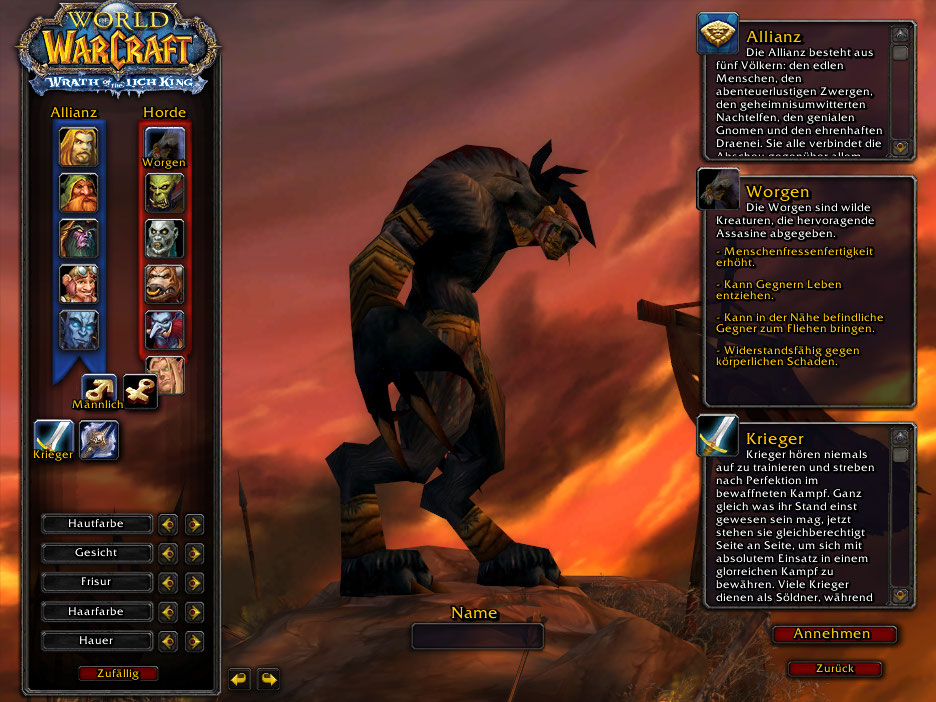 WORLD
OF
WARCRAFT
WRATH OF THE LICH KING
Allianz
Horde
Worgen
Männlich
Krieger
Hautfarbe
Gesicht
Frisur
Haarfarbe
Hauer
Zufällig
Name
Allianz
Die Allianz besteht aus
fünf Völkern: den edlen
Menschen, den
abenteuerlustigen Zwergen,
den geheimnisumwitterten
Nachtelfen, den genialen
Gnomen und den ehrenhaften
Draenei. Sie alle verbindet die
Abscheu gegenüber allem
Worgen
Die Worgen sind wilde
Kreaturen, die hervoragende
Assasine abgegeben.
- Menschenfressenfertigkeit
erhöht.
- Kann Gegnern Leben
entziehen.
- Kann in der Nähe befindliche
Gegner zum Fliehen bringen.
- Widerstandsfähig gegen
körperlichen Schaden.
Krieger
Krieger hören niemals
auf zu trainieren und streben
nach Perfektion im
bewaffneten Kampf. Ganz
gleich was ihr Stand einst
gewesen sein mag, jetzt
stehen sie gleichberechtigt
Seite an Seite, um sich mit
absolutem Einsatz in einem
glorreichen Kampf zu
bewähren. Viele Krieger
dienen als Söldner, während
Annehmen
Zurück